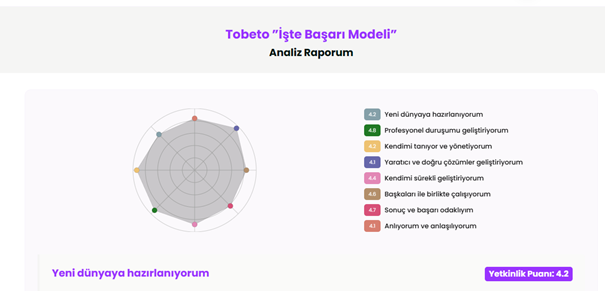 Tobeto "İşte Başarı Modeli"
Analiz Raporum
4.2 Yeni dünyaya hazırlanıyorum
4.8 Profesyonel duruşumu geliştiriyorum
4.2 Kendimi tanıyor ve yönetiyorum
4.1 Yaratıcı ve doğru çözümler geliştiriyorum
4.4 Kendimi sürekli geliştiriyorum
4.6 Başkaları ile birlikte çalışıyorum
4.7 Sonuç ve başarı odaklıyım
4.1 Anlıyorum ve anlaşılıyorum
Yeni dünyaya hazırlanıyorum
Yetkinlik Puanı: 4.2